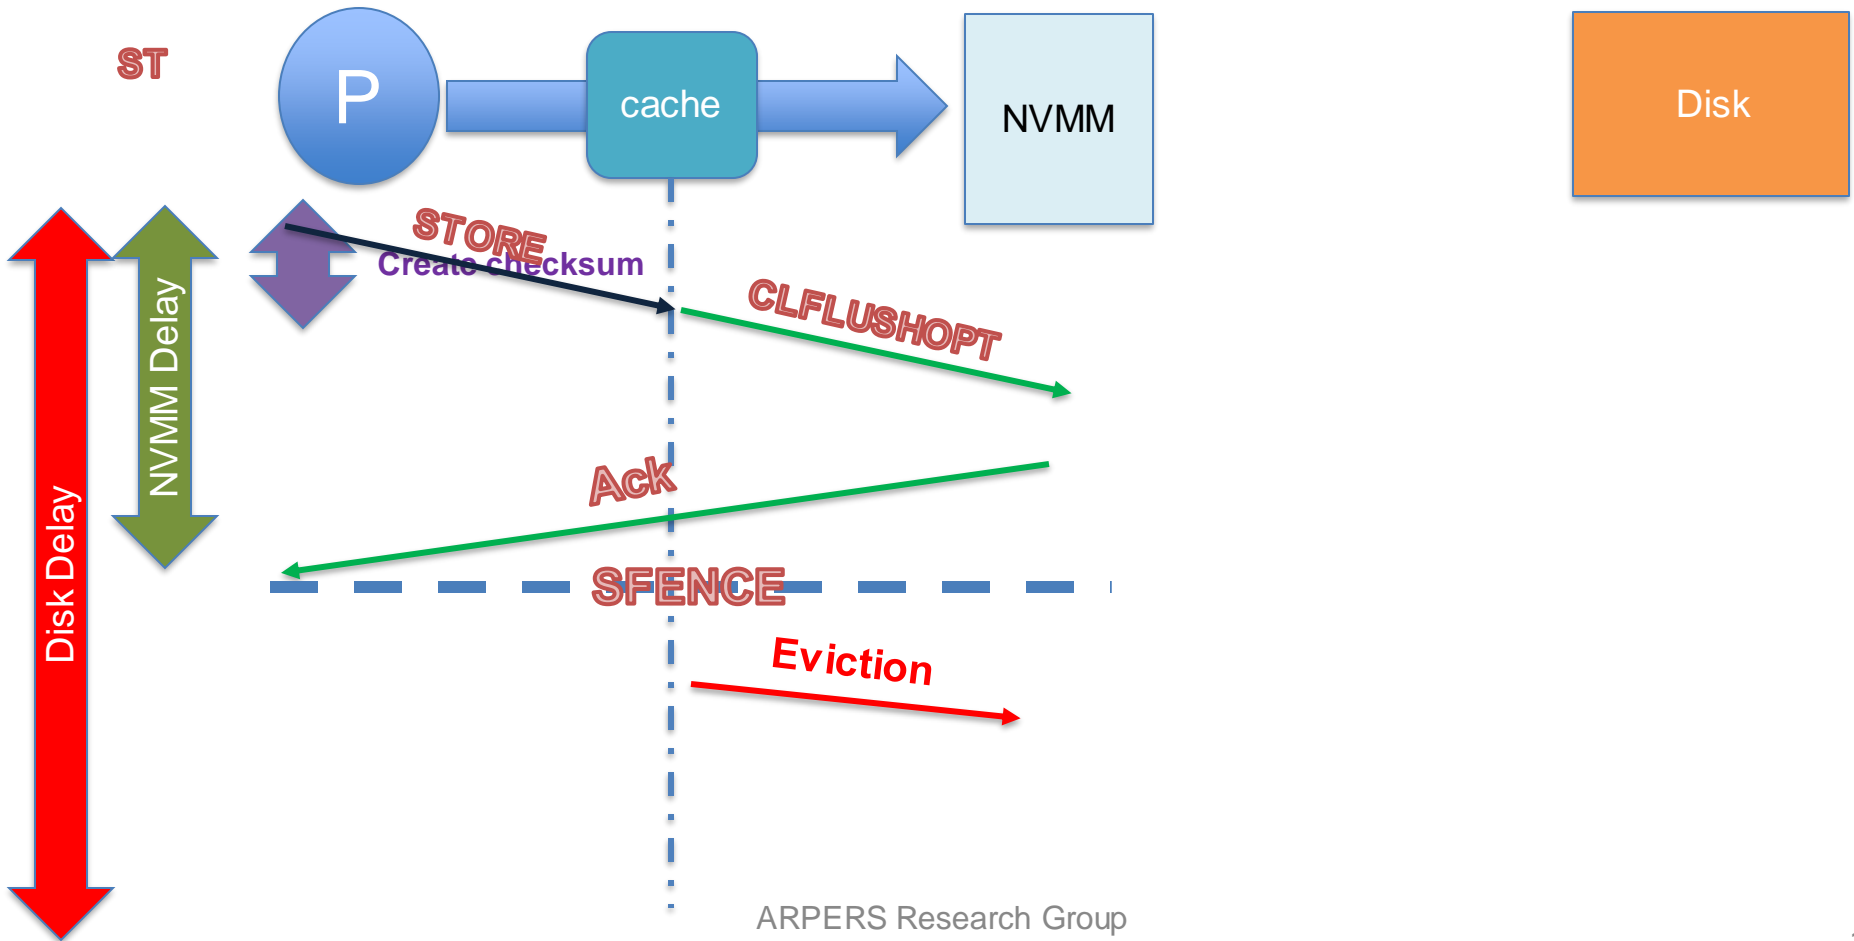 ST
P
cache
NVMM
Disk
STORE
Create checksum
CLFLUSHOPT
NVMM Delay
Disk Delay
Ack
SFENCE
Eviction
ARPERS Research Group